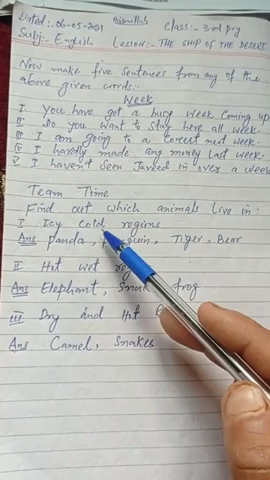 Dated:- 06-05-2021 Bismillah Class:- 3rd prg
Subj:- English Lesson:- THE SHIP OF THE DESERT
Now make five sentences from any of the
above given words:-
Week
I You have got a busy week coming up
II Do you want to stay here all week.
III I am going to a concert next week.
IV I hardly made any money last week.
V I haven't seen Javeed in over a week
Team Time
Find out which animals live in:
I Icy cold regions
Ans Panda, Tiger, Bear
II Hot wet
Ans Elephant, frog
III Dry and Hot
Ans Camel, Snakes